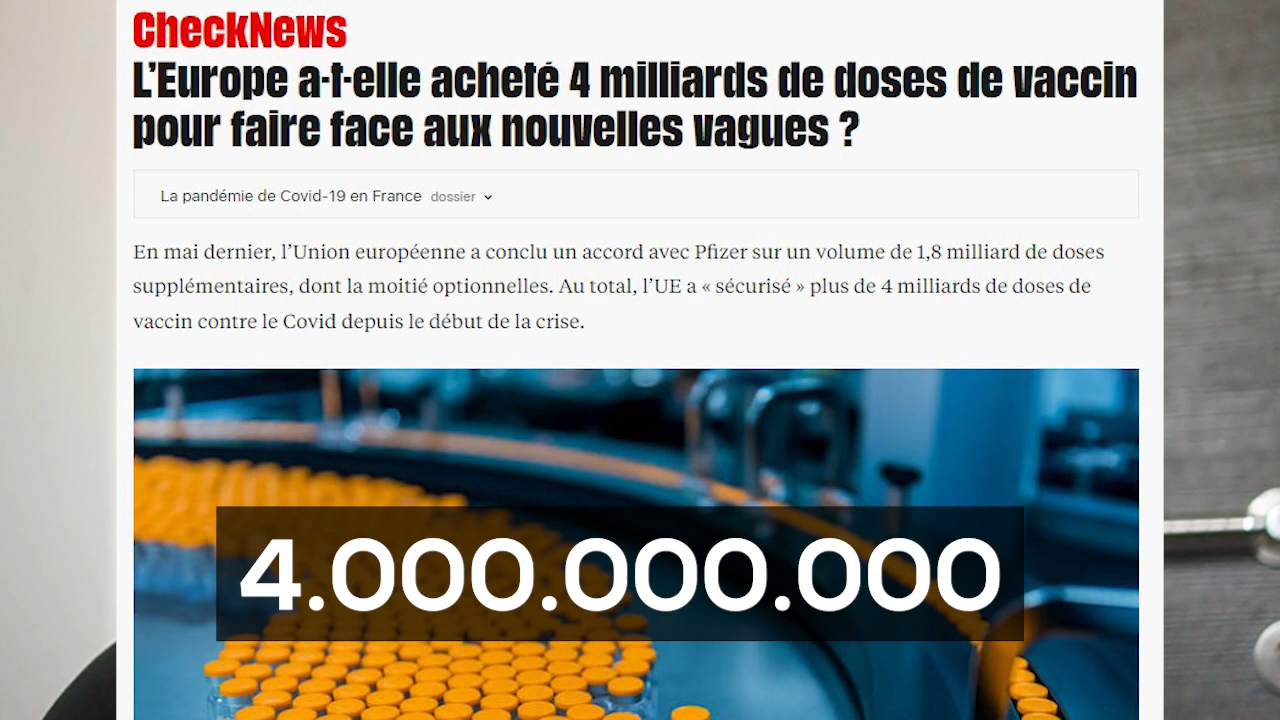 CheckNews
L'Europe a-t-elle acheté 4 milliards de doses de vaccin
pour faire face aux nouvelles vagues ?
La pandémie de Covid-19 en France dossier
En mai dernier, l'Union européenne a conclu un accord avec Pfizer sur un volume de 1,8 milliard de doses
supplémentaires, dont la moitié optionnelles. Au total, l'UE a « sécurisé » plus de 4 milliards de doses de
vaccin contre le Covid depuis le début de la crise.
4.000.000.000